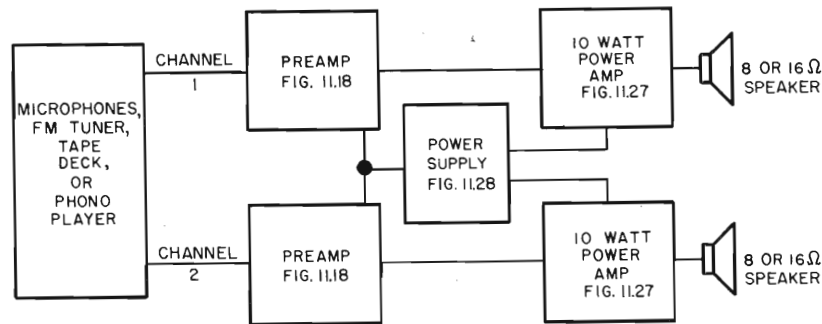 MICROPHONES,
FM TUNER,
TAPE
DECK,
OR
PHONO
PLAYER
CHANNEL
1
PREAMP
FIG. 11.18
10 WATT
POWER
AMP
FIG. 11.27
8 OR 16Ω
SPEAKER
POWER
SUPPLY
FIG. 11.28
CHANNEL
2
PREAMP
FIG. 11.18
10 WATT
POWER
AMP
FIG. 11.27
8 OR 16Ω
SPEAKER